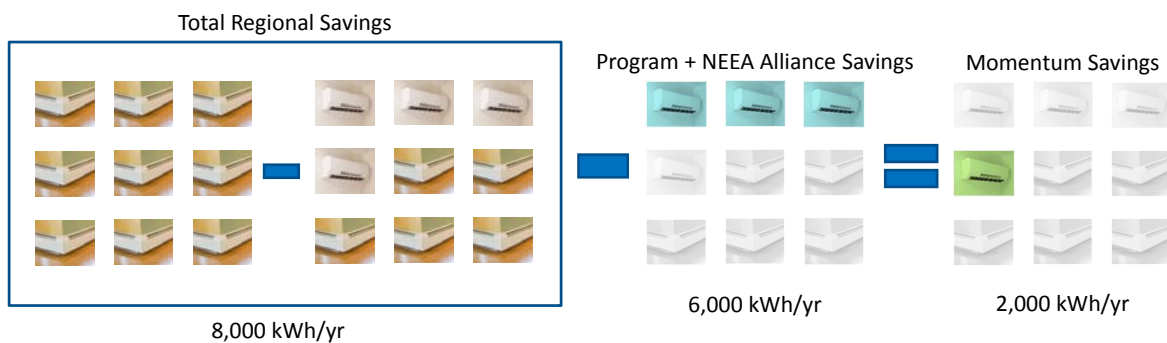 Total Regional Savings
Program + NEEA Alliance Savings
Momentum Savings
8,000 kWh/yr
6,000 kWh/yr
2,000 kWh/yr